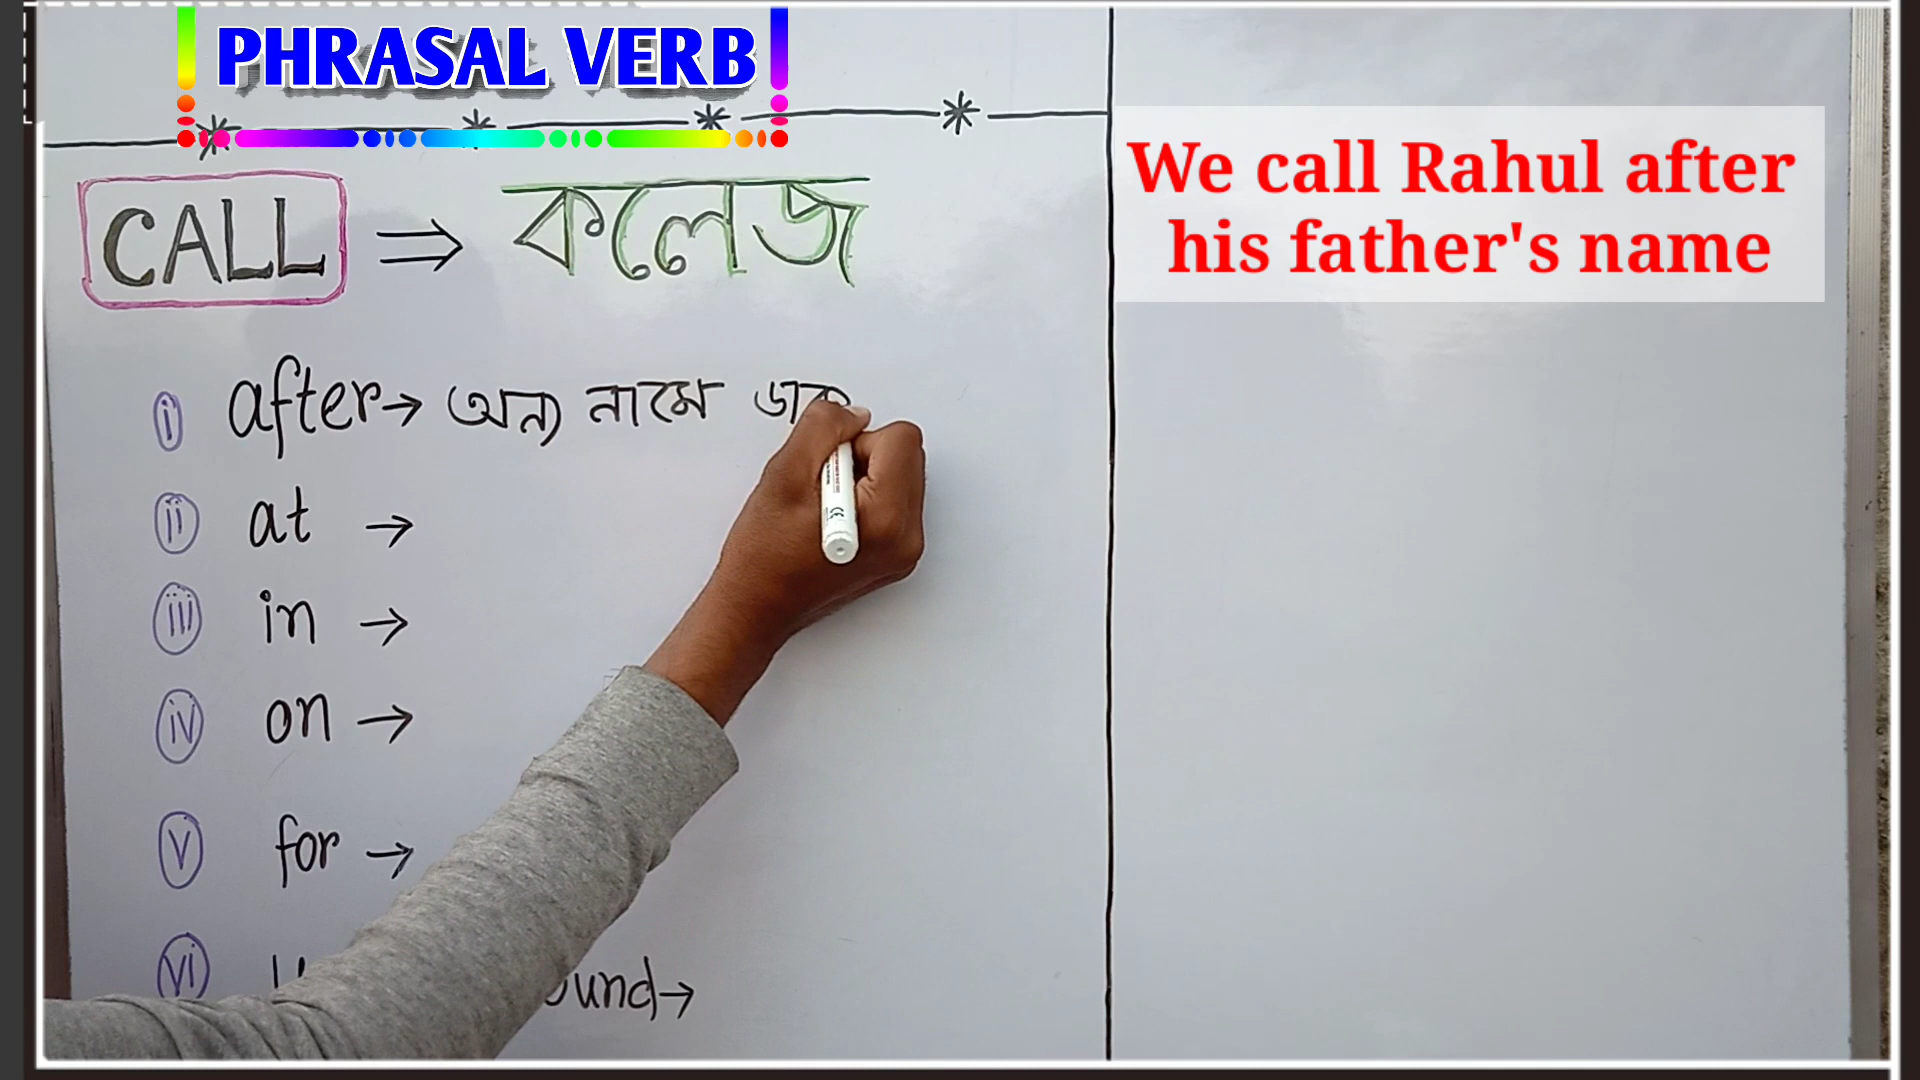 PHRASAL VERB
We call Rahul after
his father's name
CALL ⇒ কলেজ
i after → অন্য নামে
ii at →
iii in →
iv on →
v for →
vi →